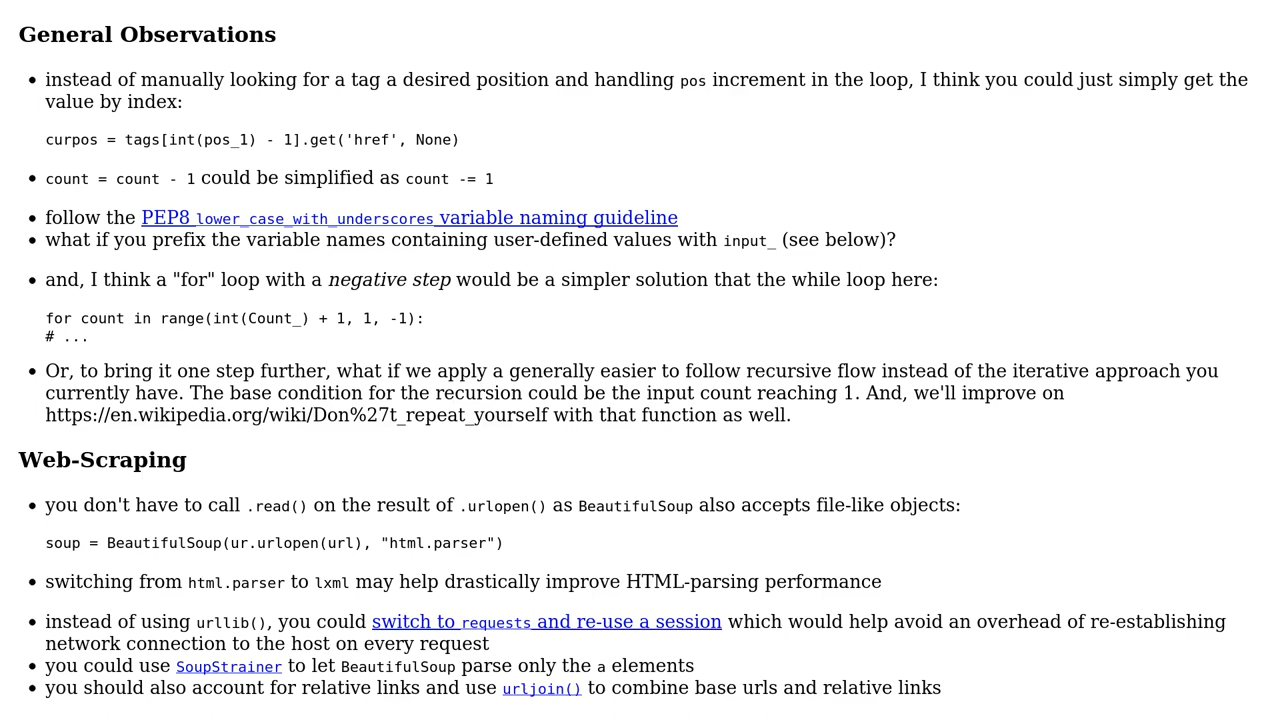 General Observations
• instead of manually looking for a tag a desired position and handling pos increment in the loop, I think you could just simply get the
value by index:
curpos = tags[int(pos_1) - 1].get('href', None)
• count = count - 1 could be simplified as count -= 1
• follow the PEP8 lower_case_with_underscores variable naming guideline
• what if you prefix the variable names containing user-defined values with input_ (see below)?
• and, I think a "for" loop with a negative step would be a simpler solution that the while loop here:
for count in range(int(Count_) + 1, 1, -1):
# ...
• Or, to bring it one step further, what if we apply a generally easier to follow recursive flow instead of the iterative approach you
currently have. The base condition for the recursion could be the input count reaching 1. And, we'll improve on
https://en.wikipedia.org/wiki/Don%27t_repeat_yourself with that function as well.
Web-Scraping
• you don't have to call .read() on the result of .urlopen() as BeautifulSoup also accepts file-like objects:
soup = BeautifulSoup(ur.urlopen(url), "html.parser")
• switching from html.parser to lxml may help drastically improve HTML-parsing performance
• instead of using urllib(), you could switch to requests and re-use a session which would help avoid an overhead of re-establishing
network connection to the host on every request
• you could use SoupStrainer to let BeautifulSoup parse only the a elements
• you should also account for relative links and use urljoin() to combine base urls and relative links